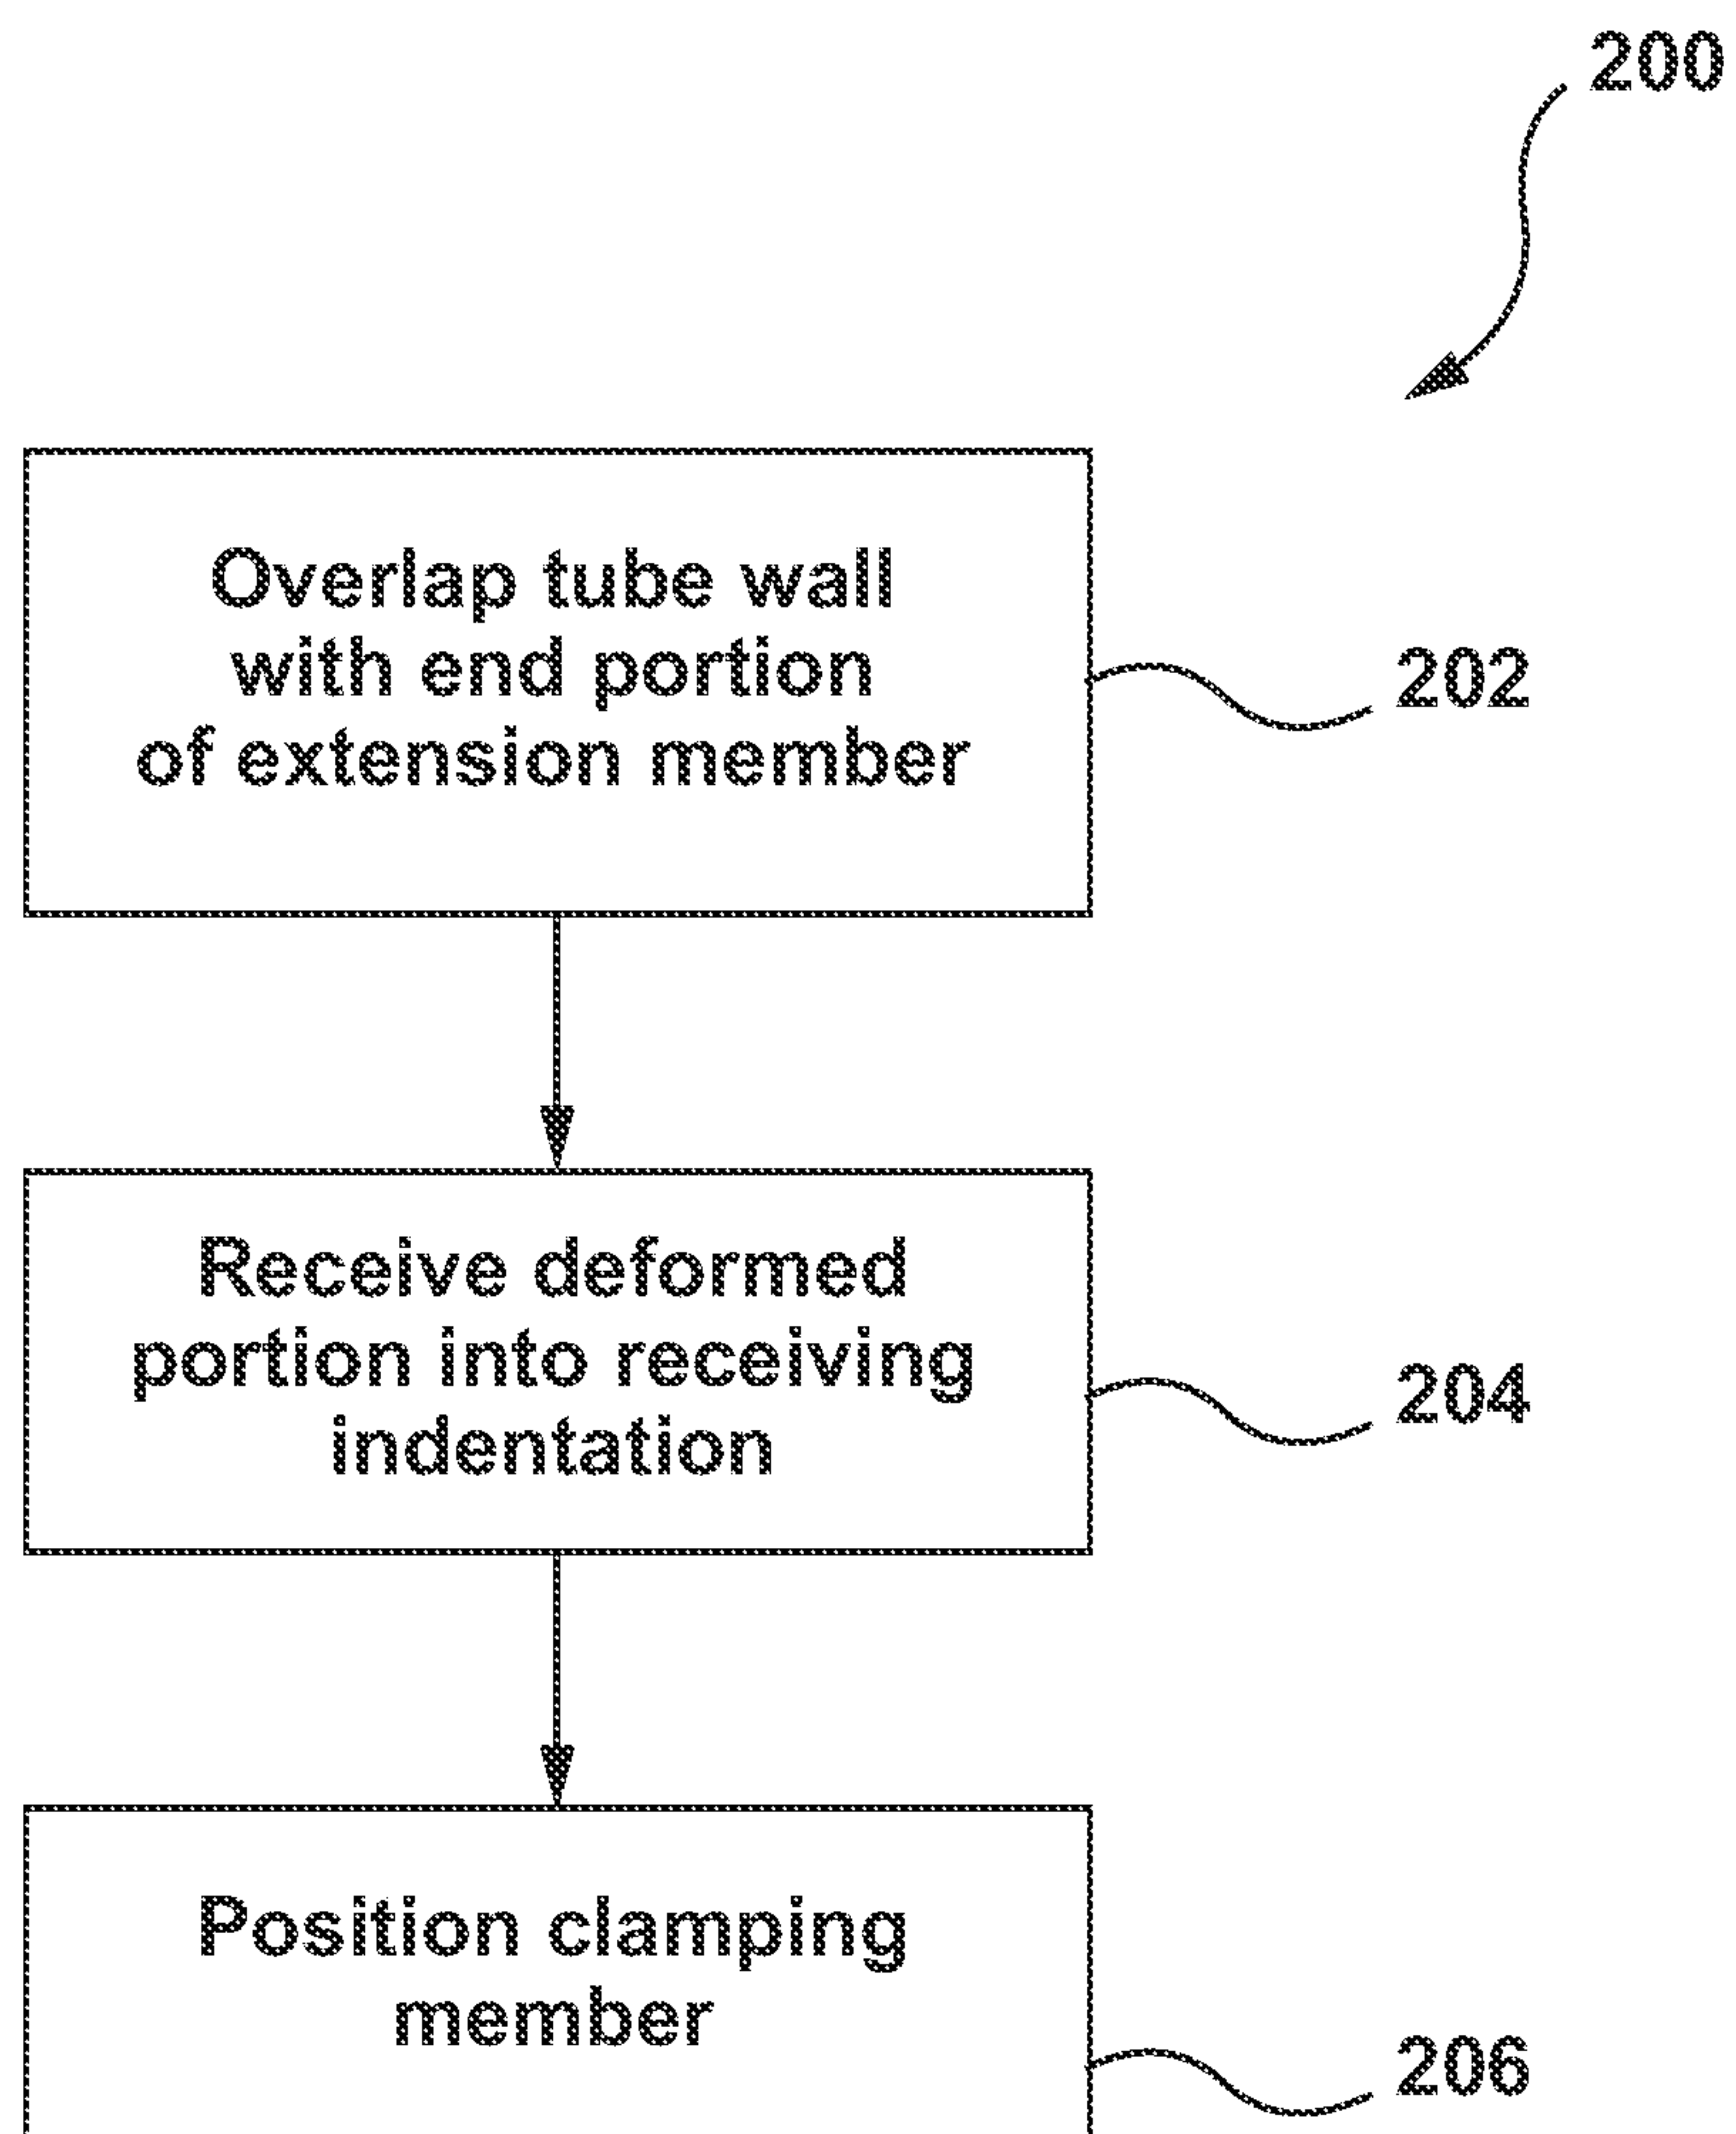 200
Overlap tube wall
with end portion
of extension member
202
Receive deformed
portion into receiving
indentation
204
Position clamping
member
206